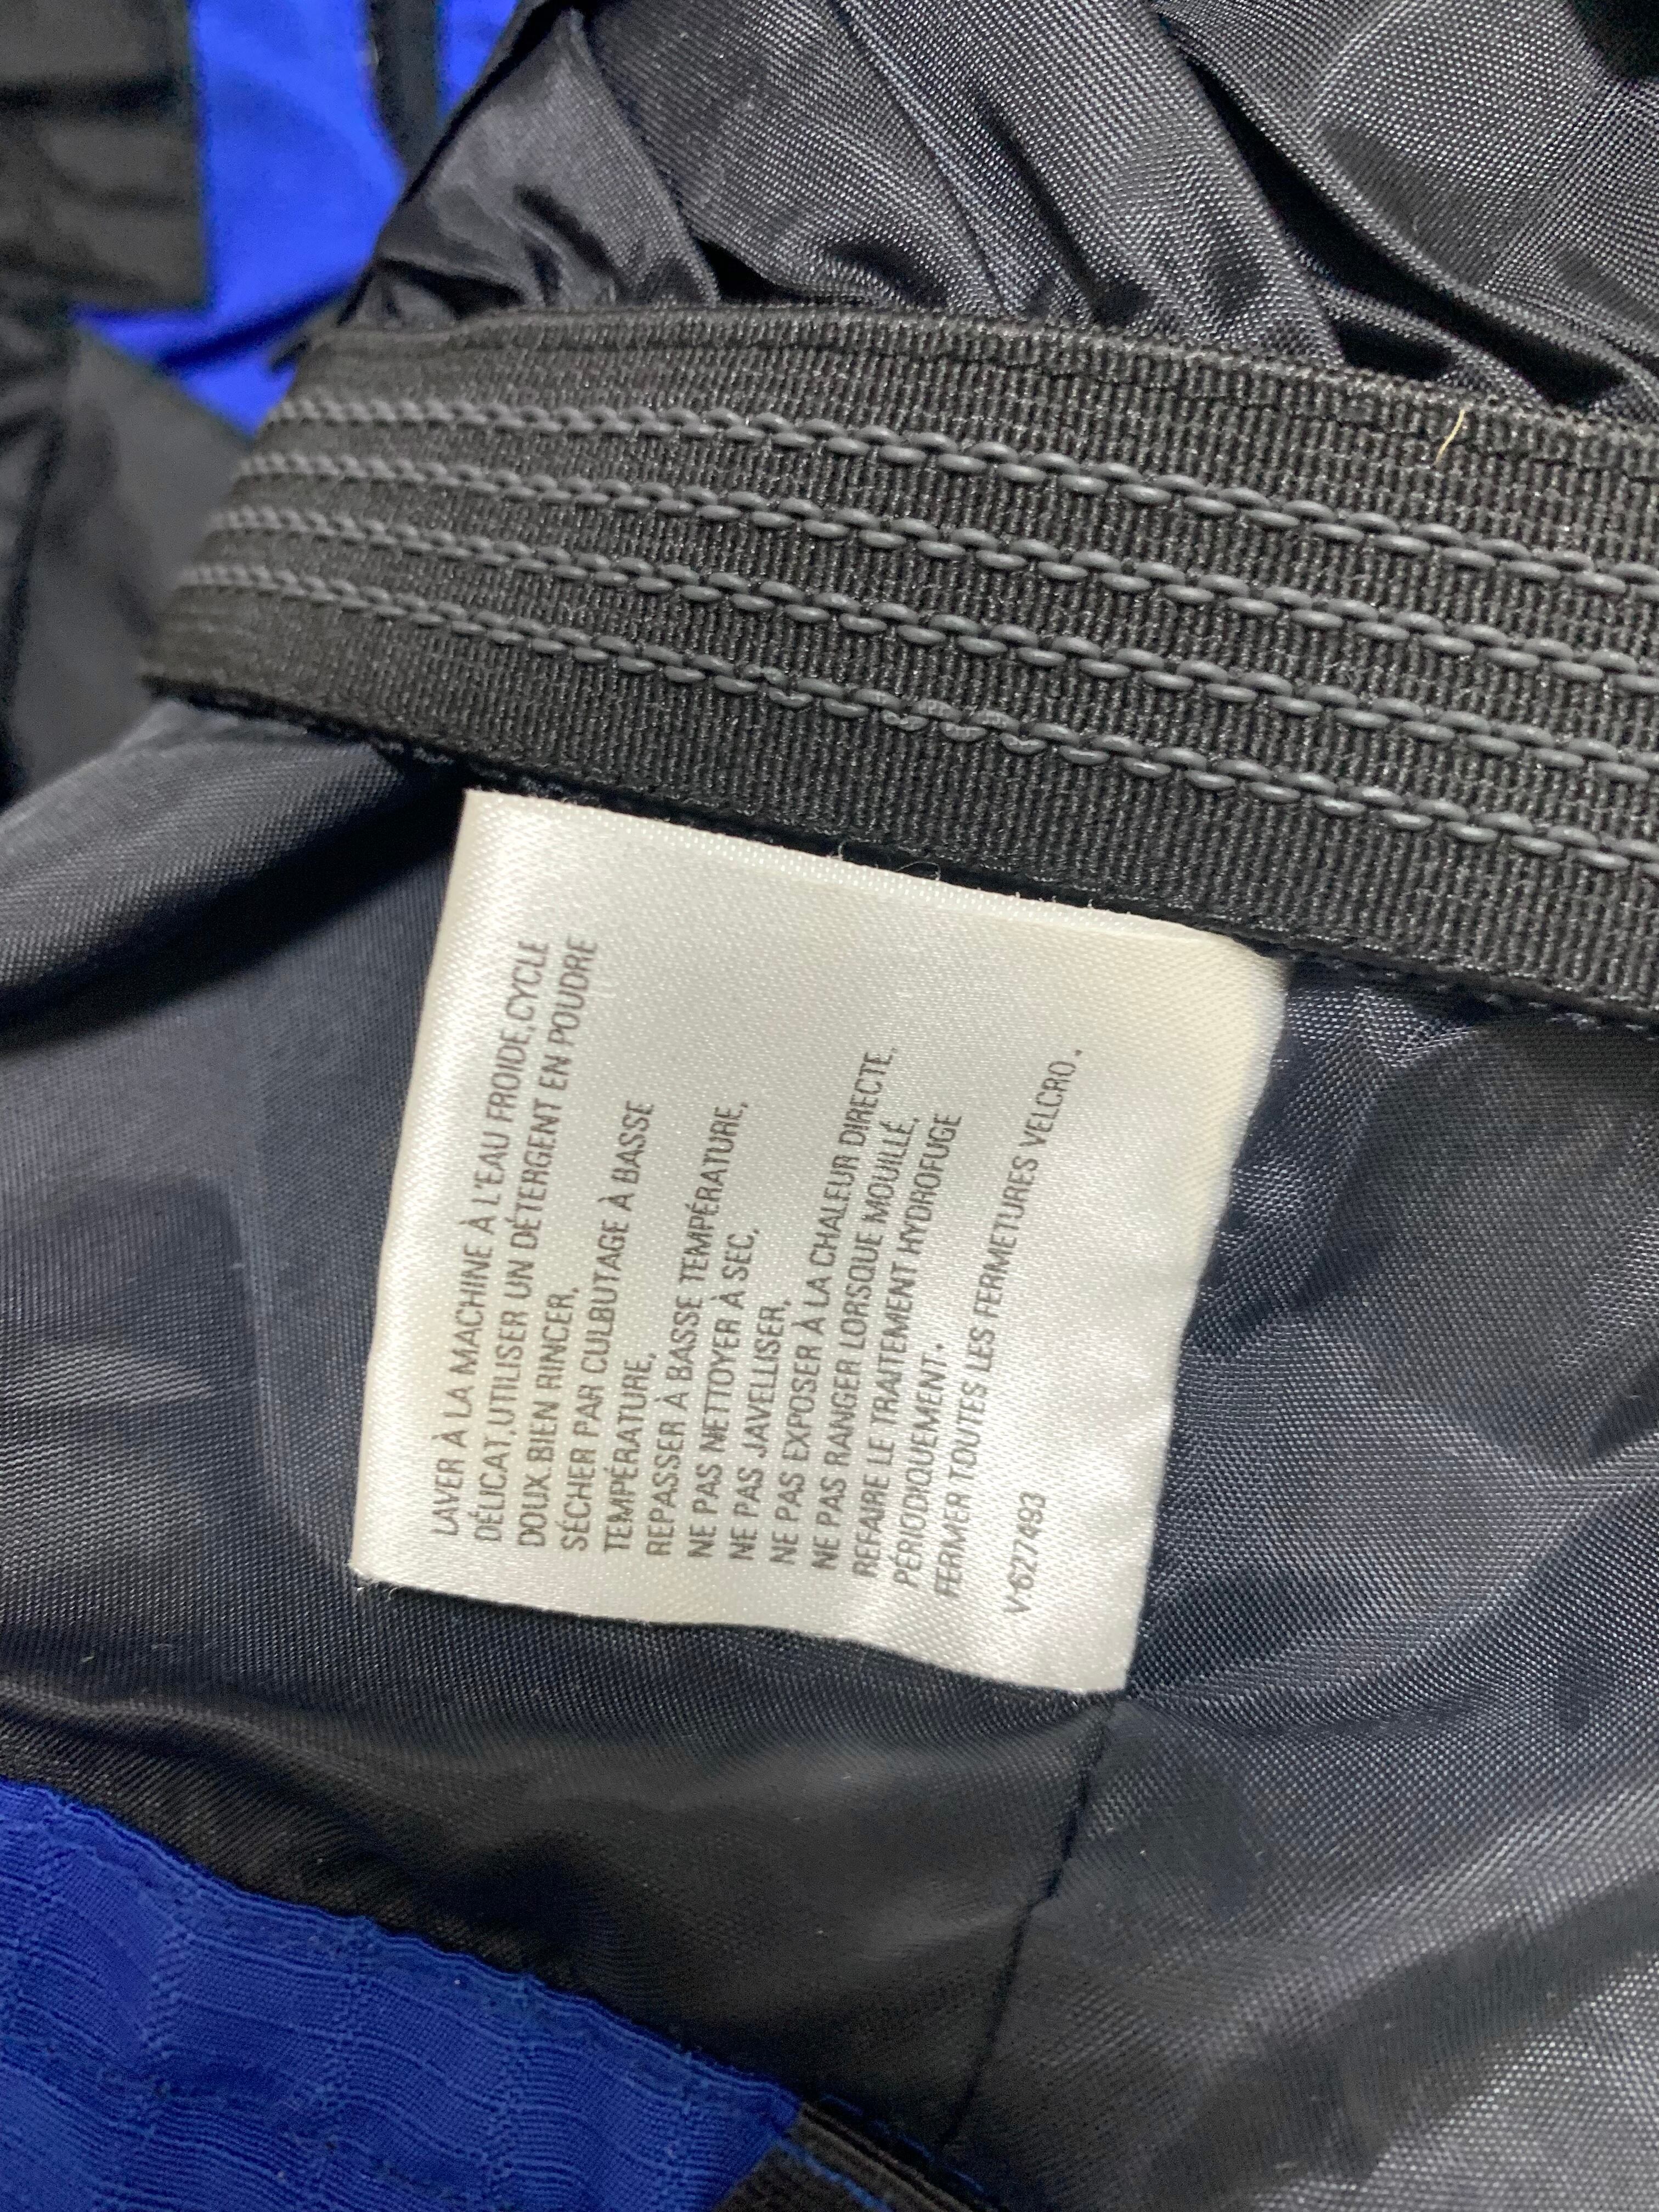 LAVER À LA MACHINE À L'EAU FROIDE,CYCLE
DÉLICAT,UTILISER UN DÉTERGENT EN POUDRE
DOUX,BIEN RINCER,
SÉCHER PAR CULBUTAGE À BASSE
TEMPÉRATURE,
REPASSER À BASSE TEMPÉRATURE,
NE PAS NETTOYER À SEC,
NE PAS JAVELLISER,
NE PAS EXPOSER À LA CHALEUR DIRECTE,
NE PAS RANGER LORSQUE MOUILLÉ,
REFAIRE LE TRAITEMENT HYDROFUGE
PÉRIODIQUEMENT.
FERMER TOUTES LES FERMETURES VELCRO.
V 627493